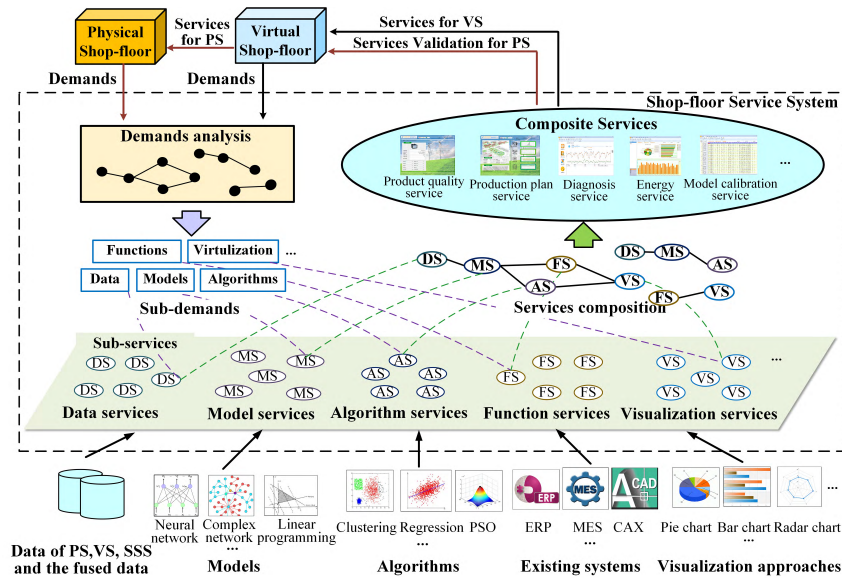 Physical
Shop-floor
Services
for PS
Virtual
Shop-floor
Services for VS
Services Validation for PS
Demands
Demands
Shop-floor Service System
Demands analysis
Composite Services
Product quality
service
Production plan
service
Diagnosis
service
Energy
service
Model calibration
service
...
Functions
Virtulization
...
Data
Models
Algorithms
Sub-demands
DS
MS
FS
AS
VS
DS
MS
AS
FS
VS
Services composition
Sub-services
DS
DS
DS
DS
DS
Data services
MS
MS
MS
MS
MS
Model services
AS
AS
AS
AS
AS
Algorithm services
FS
FS
FS
FS
FS
Function services
VS
VS
VS
VS
VS
...
Visualization services
Data of PS,VS, SSS
and the fused data
Neural
network
Complex
network
Linear
programming
...
Models
Clustering
Regression
PSO
...
Algorithms
ERP
ERP
MES
MES
A CAD
CAX
...
Existing systems
Pie chart
Bar chart
Radar chart
...
...
Visualization approaches